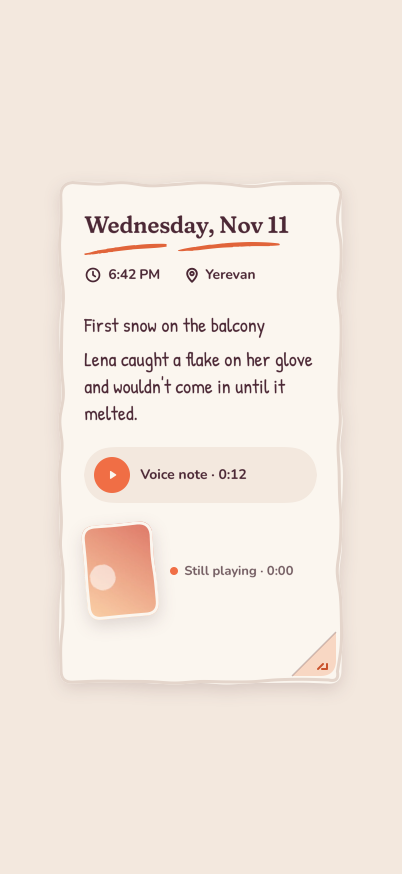 Wednesday, Nov 11
6:42 PM Yerevan
First snow on the balcony
Lena caught a flake on her glove
and wouldn't come in until it
melted.
Voice note · 0:12
Still playing · 0:00